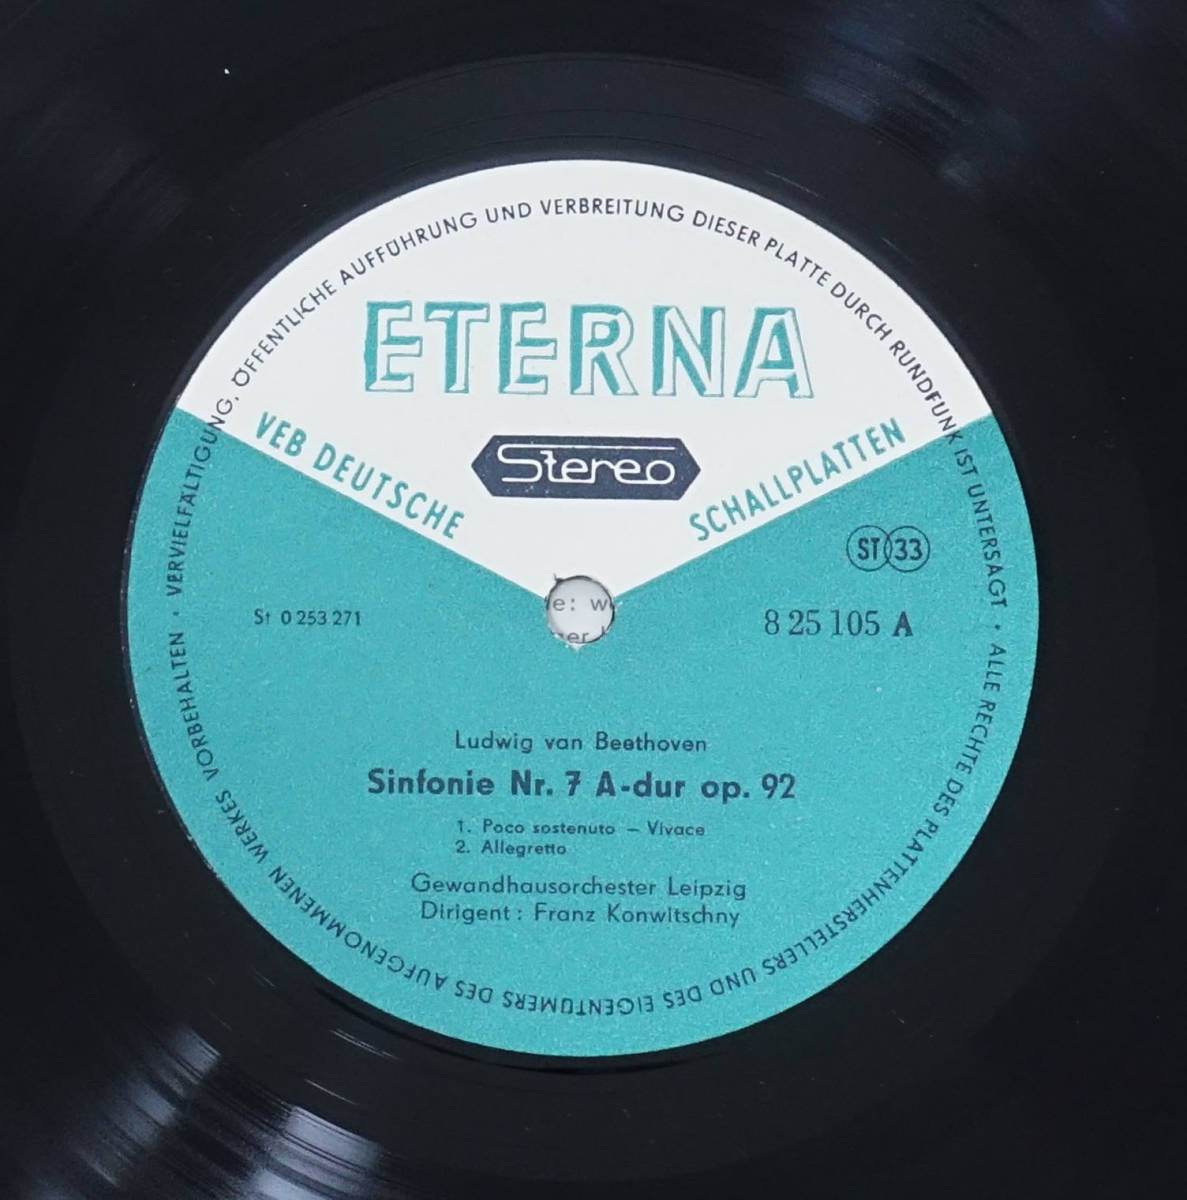 VERVIELFÄLTIGUNG, ÖFFENTLICHE AUFFÜHRUNG UND VERBREITUNG DIESER PLATTE DURCH RUNDFUNK IST UNTERSAGT · ALLE RECHTE DES PLATTENHERSTELLERS UND DES EIGENTÜMERS DES AUFGENOMMENEN WERKES VORBEHALTEN ·
ETERNA
Stereo
VEB DEUTSCHE SCHALLPLATTEN
ST 33
St 0 253 271
8 25 105 A
Ludwig van Beethoven
Sinfonie Nr. 7 A-dur op. 92
1. Poco sostenuto – Vivace
2. Allegretto
Gewandhausorchester Leipzig
Dirigent: Franz Konwitschny